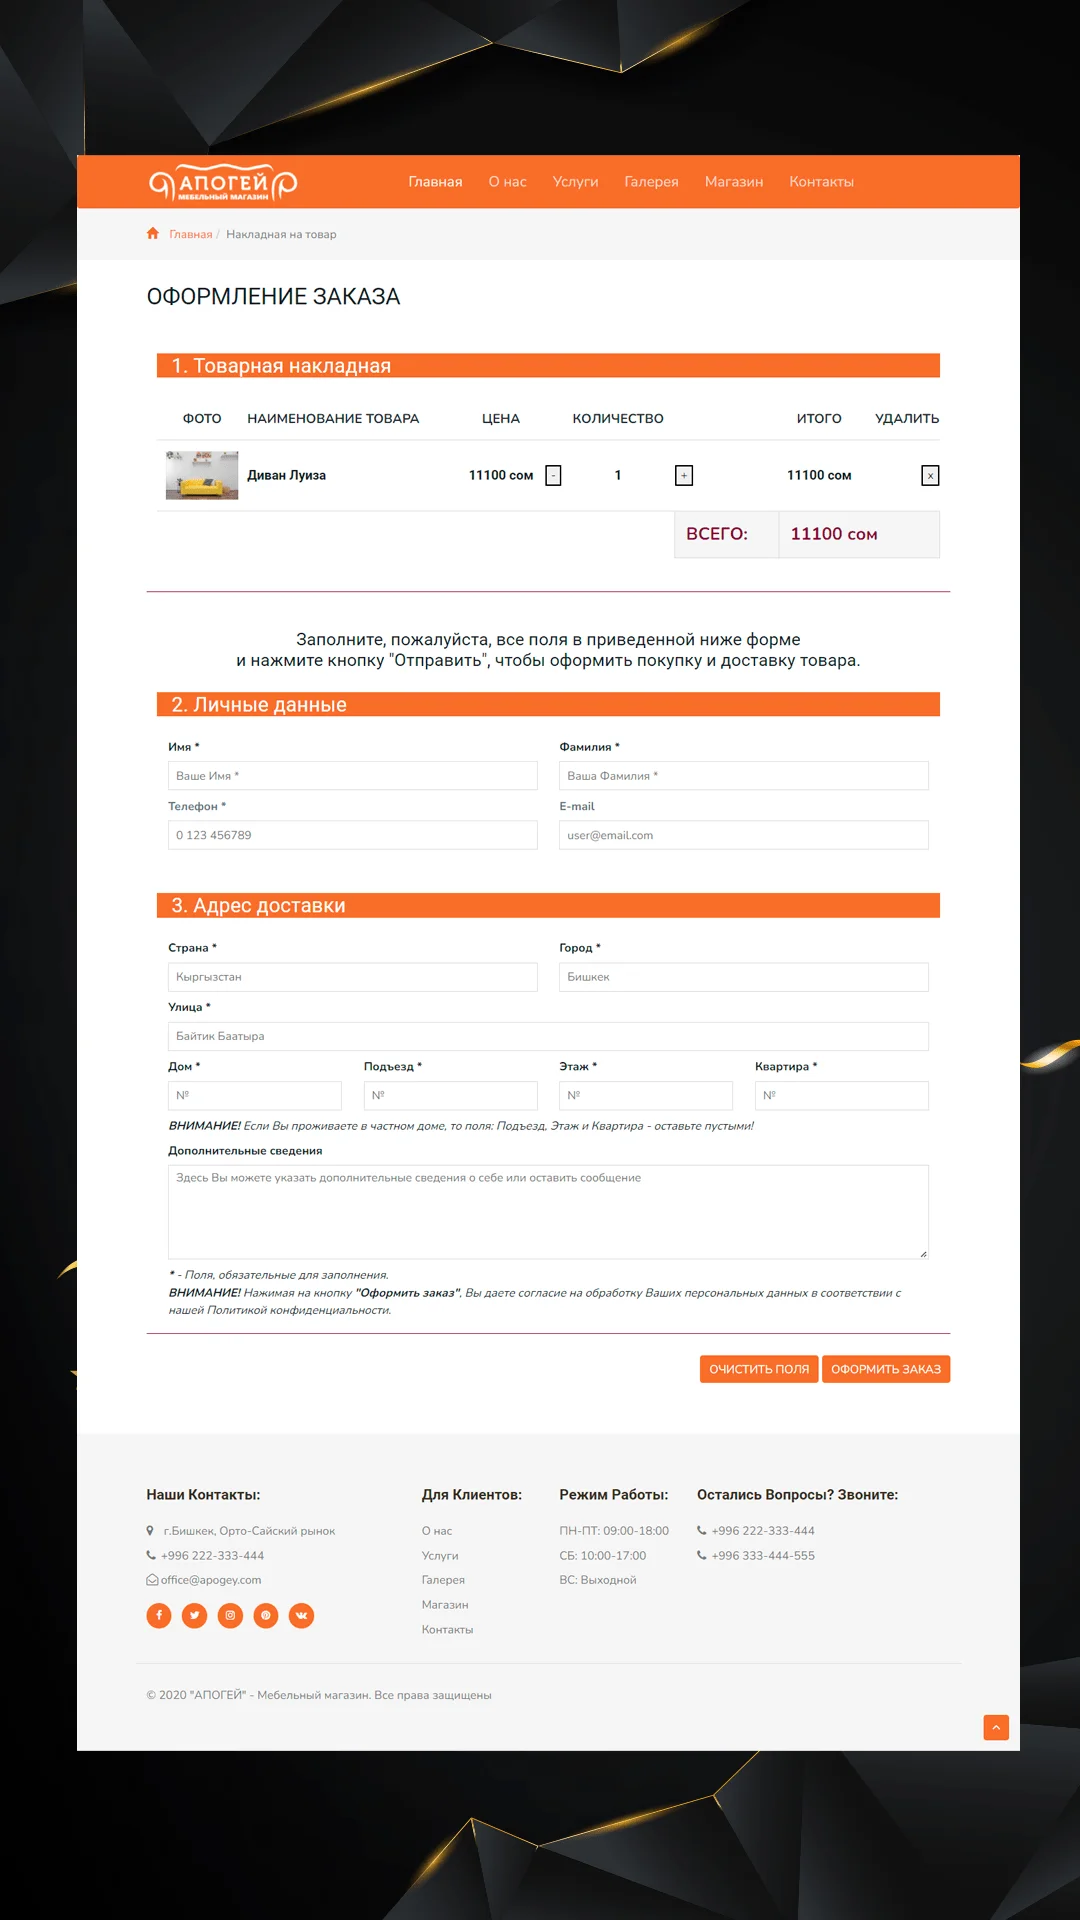 АПОГЕЙ
МЕБЕЛЬНЫЙ МАГАЗИН
Главная О нас Услуги Галерея Магазин Контакты
Главная / Накладная на товар
ОФОРМЛЕНИЕ ЗАКАЗА
1. Товарная накладная
ФОТО НАИМЕНОВАНИЕ ТОВАРА ЦЕНА КОЛИЧЕСТВО ИТОГО УДАЛИТЬ
Диван Луиза 11100 сом - 1 + 11100 сом x
ВСЕГО: 11100 сом
Заполните, пожалуйста, все поля в приведенной ниже форме
и нажмите кнопку "Отправить", чтобы оформить покупку и доставку товара.
2. Личные данные
Имя * Фамилия *
Ваше Имя * Ваша Фамилия *
Телефон * E-mail
0 123 456789 user@email.com
3. Адрес доставки
Страна * Город *
Кыргызстан Бишкек
Улица *
Байтик Баатыра
Дом * Подъезд * Этаж * Квартира *
№ № № №
ВНИМАНИЕ! Если Вы проживаете в частном доме, то поля: Подъезд, Этаж и Квартира - оставьте пустыми!
Дополнительные сведения
Здесь Вы можете указать дополнительные сведения о себе или оставить сообщение
* - Поля, обязательные для заполнения.
ВНИМАНИЕ! Нажимая на кнопку "Оформить заказ", Вы даете согласие на обработку Ваших персональных данных в соответствии с
нашей Политикой конфиденциальности.
ОЧИСТИТЬ ПОЛЯ ОФОРМИТЬ ЗАКАЗ
Наши Контакты: Для Клиентов: Режим Работы: Остались Вопросы? Звоните:
г.Бишкек, Орто-Сайский рынок О нас ПН-ПТ: 09:00-18:00 +996 222-333-444
+996 222-333-444 Услуги СБ: 10:00-17:00 +996 333-444-555
office@apogey.com Галерея ВС: Выходной
Магазин
Контакты
© 2020 "АПОГЕЙ" - Мебельный магазин. Все права защищены